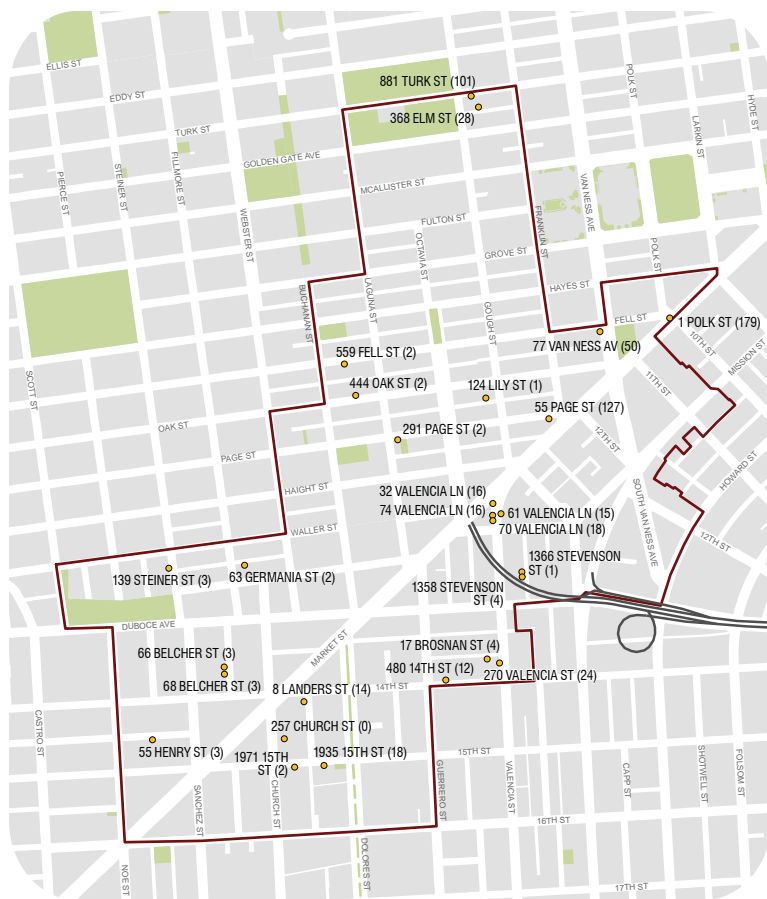 ELLIS ST
EDDY ST
TURK ST
GOLDEN GATE AVE
MCALLISTER ST
FULTON ST
GROVE ST
HAYES ST
FELL ST
PIERCE ST
STEINER ST
FILLMORE ST
WEBSTER ST
BUCHANAN ST
LAGUNA ST
OCTAVIA ST
GOUGH ST
FRANKLIN ST
VAN NESS AVE
POLK ST
POLK ST
LARKIN ST
HYDE ST
881 TURK ST (101)
368 ELM ST (28)
1 POLK ST (179)
77 VAN NESS AV (50)
10TH ST
MISSION ST
11TH ST
12TH ST
HOWARD ST
SOUTH VAN NESS AVE
12TH ST
559 FELL ST (2)
444 OAK ST (2)
124 LILY ST (1)
55 PAGE ST (127)
291 PAGE ST (2)
SCOTT ST
OAK ST
PAGE ST
HAIGHT ST
WALLER ST
32 VALENCIA LN (16)
74 VALENCIA LN (16)
61 VALENCIA LN (15)
70 VALENCIA LN (18)
1366 STEVENSON
ST (1)
1358 STEVENSON
ST (4)
139 STEINER ST (3)
63 GERMANIA ST (2)
DUBOCE AVE
MARKET ST
66 BELCHER ST (3)
68 BELCHER ST (3)
17 BROSNAN ST (4)
480 14TH ST (12)
270 VALENCIA ST (24)
8 LANDERS ST (14)
14TH ST
257 CHURCH ST (0)
55 HENRY ST (3)
1971 15TH
ST (2)
1935 15TH ST (18)
15TH ST
CASTRO ST
SANCHEZ ST
CHURCH ST
GUERRERO ST
VALENCIA ST
CAPP ST
SHOTWELL ST
FOLSOM ST
16TH ST
NOE ST
DOLORES ST
17TH ST